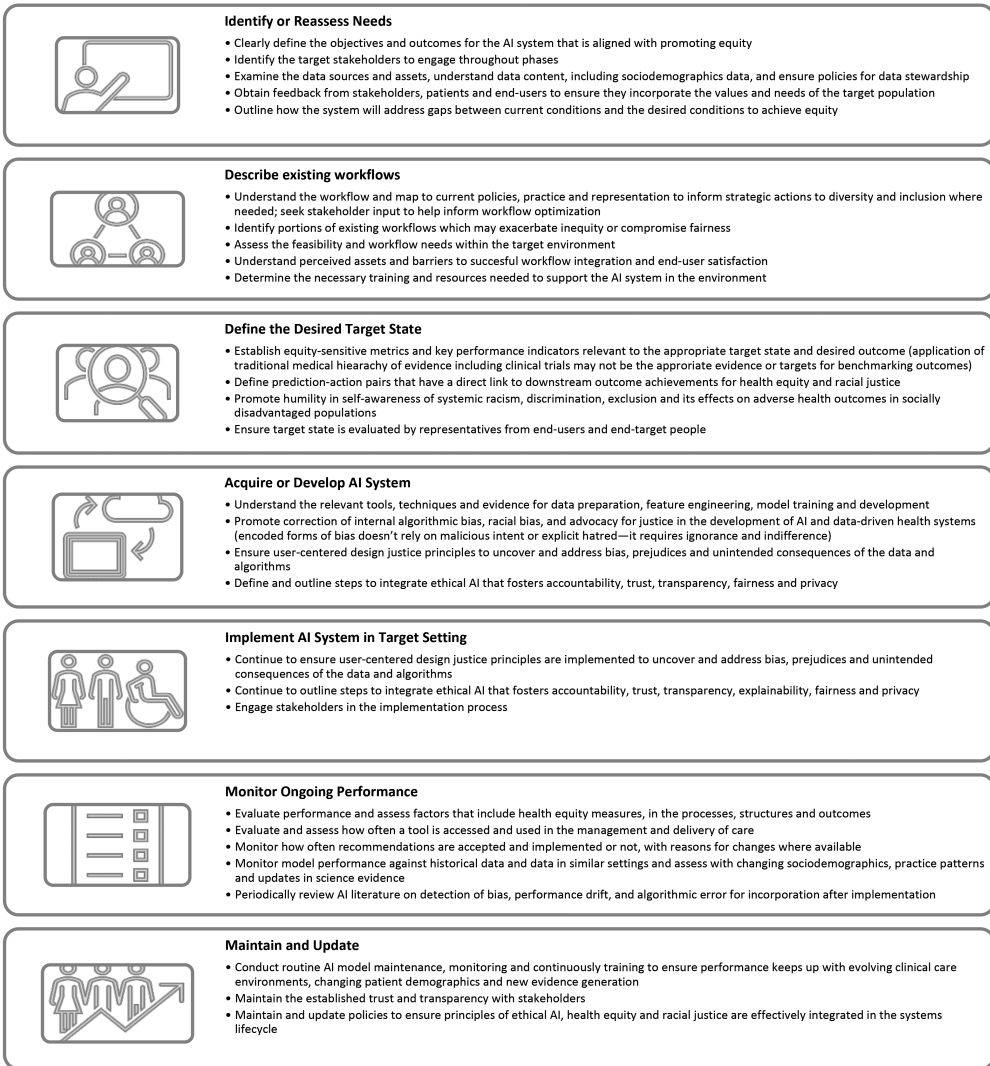 Identify or Reassess Needs
• Clearly define the objectives and outcomes for the AI system that is aligned with promoting equity
• Identify the target stakeholders to engage throughout phases
• Examine the data sources and assets, understand data content, including sociodemographics data, and ensure policies for data stewardship
• Obtain feedback from stakeholders, patients and end-users to ensure they incorporate the values and needs of the target population
• Outline how the system will address gaps between current conditions and the desired conditions to achieve equity
Describe existing workflows
• Understand the workflow and map to current policies, practice and representation to inform strategic actions to diversity and inclusion where
needed; seek stakeholder input to help inform workflow optimization
• Identify portions of existing workflows which may exacerbate inequity or compromise fairness
• Assess the feasibility and workflow needs within the target environment
• Understand perceived assets and barriers to succesful workflow integration and end-user satisfaction
• Determine the necessary training and resources needed to support the AI system in the environment
Define the Desired Target State
• Establish equity-sensitive metrics and key performance indicators relevant to the appropriate target state and desired outcome (application of
traditional medical hiearachy of evidence including clinical trials may not be the approriate evidence or targets for benchmarking outcomes)
• Define prediction-action pairs that have a direct link to downstream outcome achievements for health equity and racial justice
• Promote humility in self-awareness of systemic racism, discrimination, exclusion and its effects on adverse health outcomes in socially
disadvantaged populations
• Ensure target state is evaluated by representatives from end-users and end-target people
Acquire or Develop AI System
• Understand the relevant tools, techniques and evidence for data preparation, feature engineering, model training and development
• Promote correction of internal algorithmic bias, racial bias, and advocacy for justice in the development of AI and data-driven health systems
(encoded forms of bias doesn't rely on malicious intent or explicit hatred—it requires ignorance and indifference)
• Ensure user-centered design justice principles to uncover and address bias, prejudices and unintended consequences of the data and
algorithms
• Define and outline steps to integrate ethical AI that fosters accountability, trust, transparency, fairness and privacy
Implement AI System in Target Setting
• Continue to ensure user-centered design justice principles are implemented to uncover and address bias, prejudices and unintended
consequences of the data and algorithms
• Continue to outline steps to integrate ethical AI that fosters accountability, trust, transparency, explainability, fairness and privacy
• Engage stakeholders in the implementation process
Monitor Ongoing Performance
• Evaluate performance and assess factors that include health equity measures, in the processes, structures and outcomes
• Evaluate and assess how often a tool is accessed and used in the management and delivery of care
• Monitor how often recommendations are accepted and implemented or not, with reasons for changes where available
• Monitor model performance against historical data and data in similar settings and assess with changing sociodemographics, practice patterns
and updates in science evidence
• Periodically review AI literature on detection of bias, performance drift, and algorithmic error for incorporation after implementation
Maintain and Update
• Conduct routine AI model maintenance, monitoring and continuously training to ensure performance keeps up with evolving clinical care
environments, changing patient demographics and new evidence generation
• Maintain the established trust and transparency with stakeholders
• Maintain and update policies to ensure principles of ethical AI, health equity and racial justice are effectively integrated in the systems
lifecycle